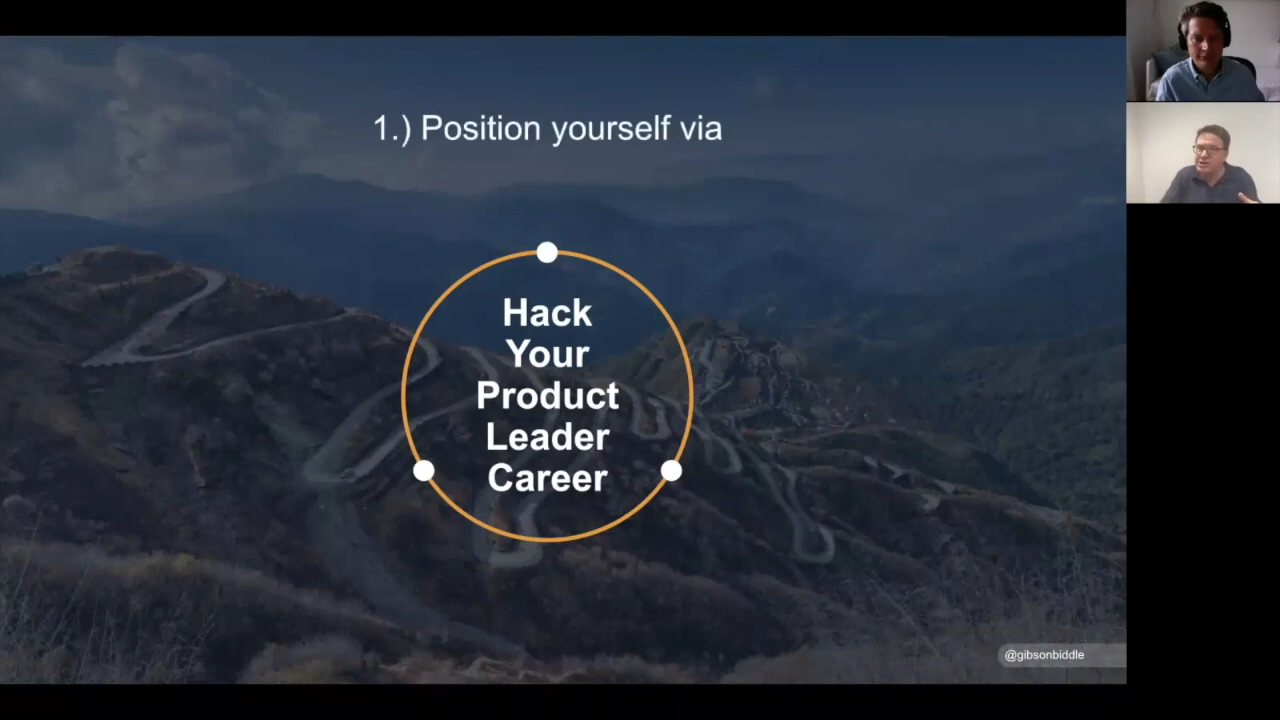 1.) Position yourself via
Hack
Your
Product
Leader
Career
@gibsonbiddle